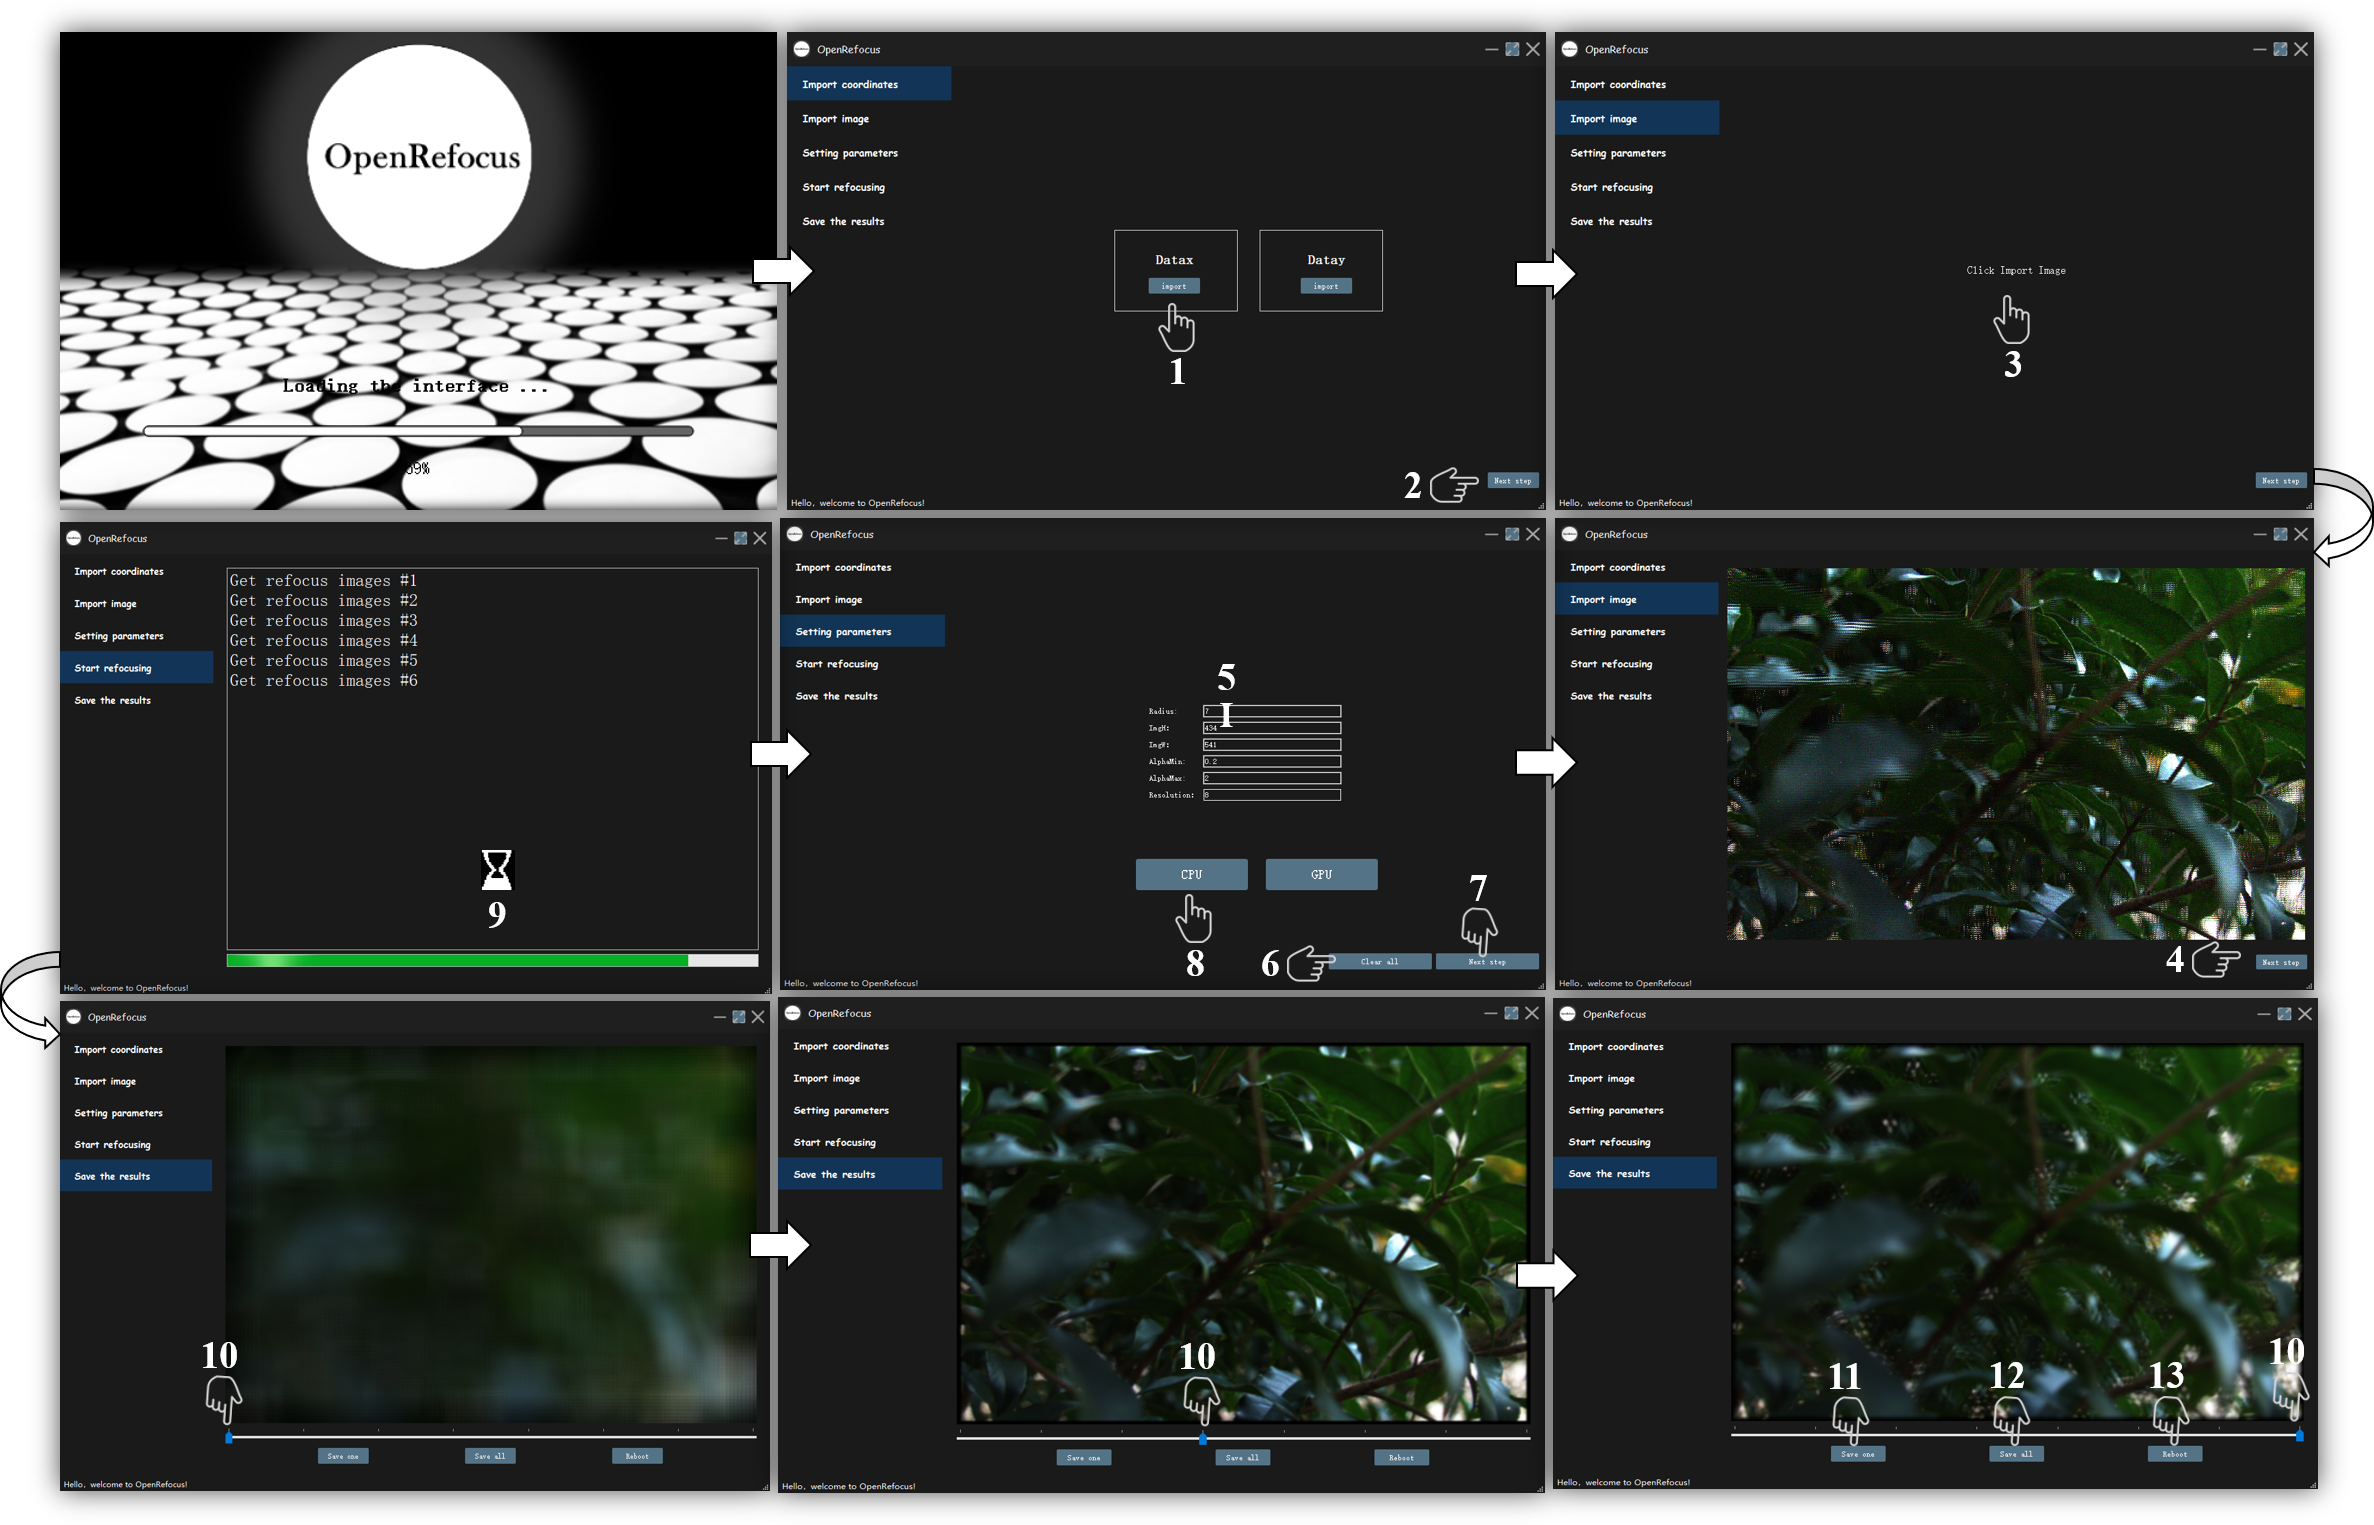 OpenRefocus
Loading the interface ...
69%
OpenRefocus
Import coordinates
Import image
Setting parameters
Start refocusing
Save the results
Datax
import
Datay
import
1
2
Next step
Hello, welcome to OpenRefocus!
OpenRefocus
Import coordinates
Import image
Setting parameters
Start refocusing
Save the results
Click Import Image
3
Next step
Hello, welcome to OpenRefocus!
OpenRefocus
Import coordinates
Import image
Setting parameters
Start refocusing
Save the results
Get refocus images #1
Get refocus images #2
Get refocus images #3
Get refocus images #4
Get refocus images #5
Get refocus images #6
9
Hello, welcome to OpenRefocus!
OpenRefocus
Import coordinates
Import image
Setting parameters
Start refocusing
Save the results
5
Radius: 7
ImgH: 434
ImgW: 541
AlphaMin: 0.2
AlphaMax: 2
Resolution: 8
CPU
GPU
7
8
6
Clear all
Next step
Hello, welcome to OpenRefocus!
OpenRefocus
Import coordinates
Import image
Setting parameters
Start refocusing
Save the results
4
Next step
Hello, welcome to OpenRefocus!
OpenRefocus
Import coordinates
Import image
Setting parameters
Start refocusing
Save the results
10
Save one
Save all
Reboot
Hello, welcome to OpenRefocus!
OpenRefocus
Import coordinates
Import image
Setting parameters
Start refocusing
Save the results
10
Save one
Save all
Reboot
Hello, welcome to OpenRefocus!
OpenRefocus
Import coordinates
Import image
Setting parameters
Start refocusing
Save the results
11
12
13
10
Save one
Save all
Reboot
Hello, welcome to OpenRefocus!